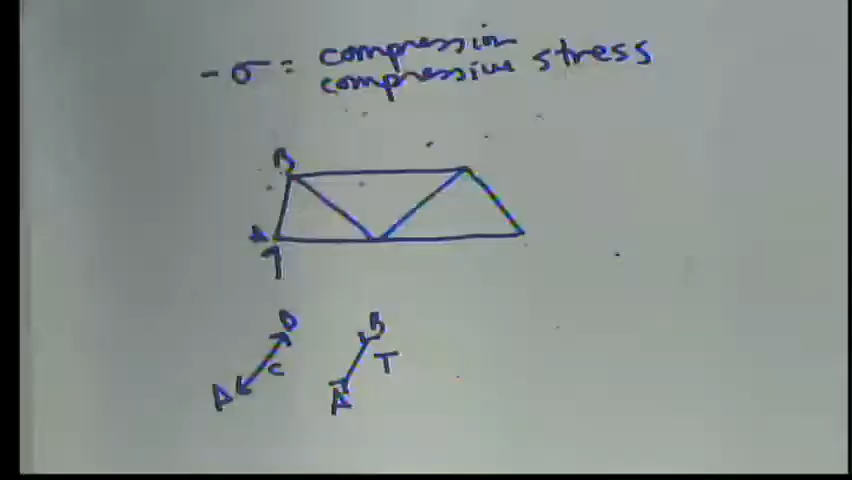 -σ = compression
compressive stress
B
A
B
A C
B
T
A